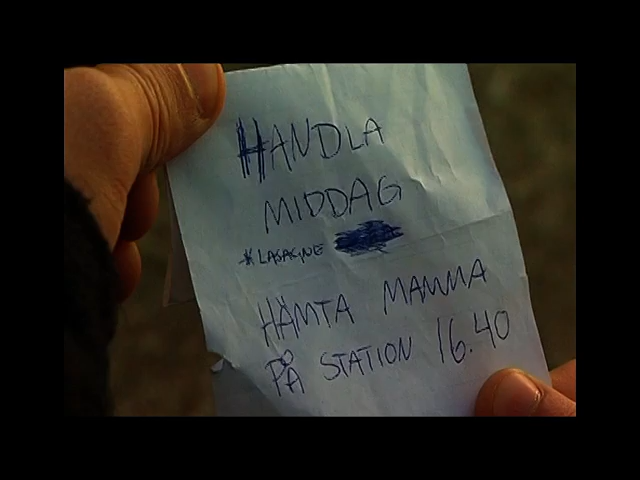 HANDLA
MIDDAG
*LASAGNE
HÄMTA MAMMA
PÅ STATION 16.40